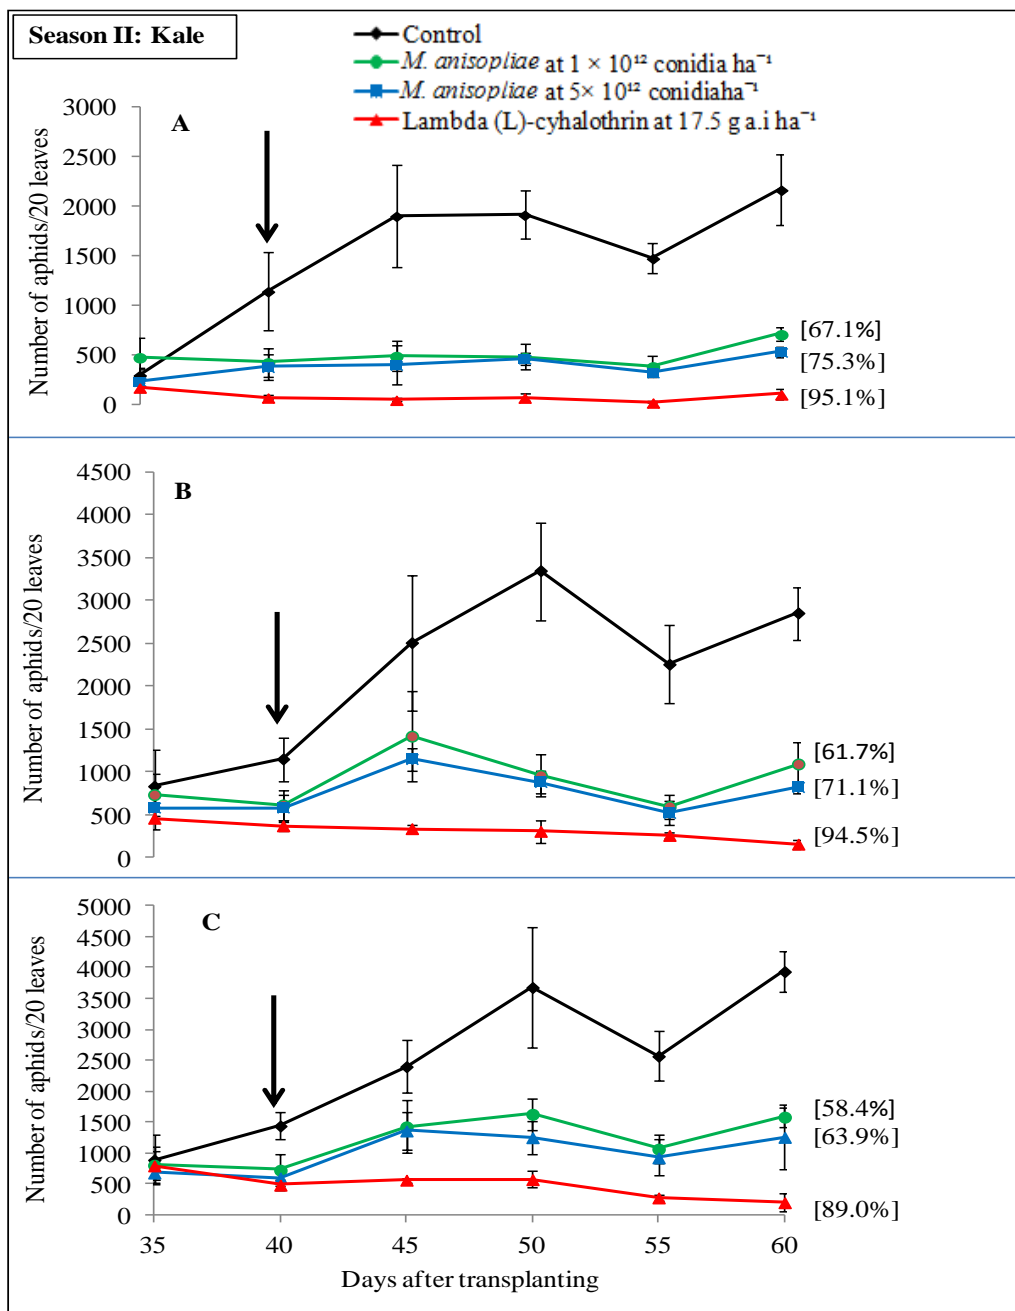 Season II: Kale
Control
M. anisopliae at 1 × 10¹² conidia ha⁻¹
M. anisopliae at 5× 10¹² conidiaha⁻¹
Lambda (L)-cyhalothrin at 17.5 g a.i ha⁻¹
A
Number of aphids/20 leaves
3000
2500
2000
1500
1000
500
0
[67.1%]
[75.3%]
[95.1%]
B
Number of aphids/20 leaves
4500
4000
3500
3000
2500
2000
1500
1000
500
0
[61.7%]
[71.1%]
[94.5%]
C
Number of aphids/20 leaves
5000
4500
4000
3500
3000
2500
2000
1500
1000
500
0
[58.4%]
[63.9%]
[89.0%]
35 40 45 50 55 60
Days after transplanting